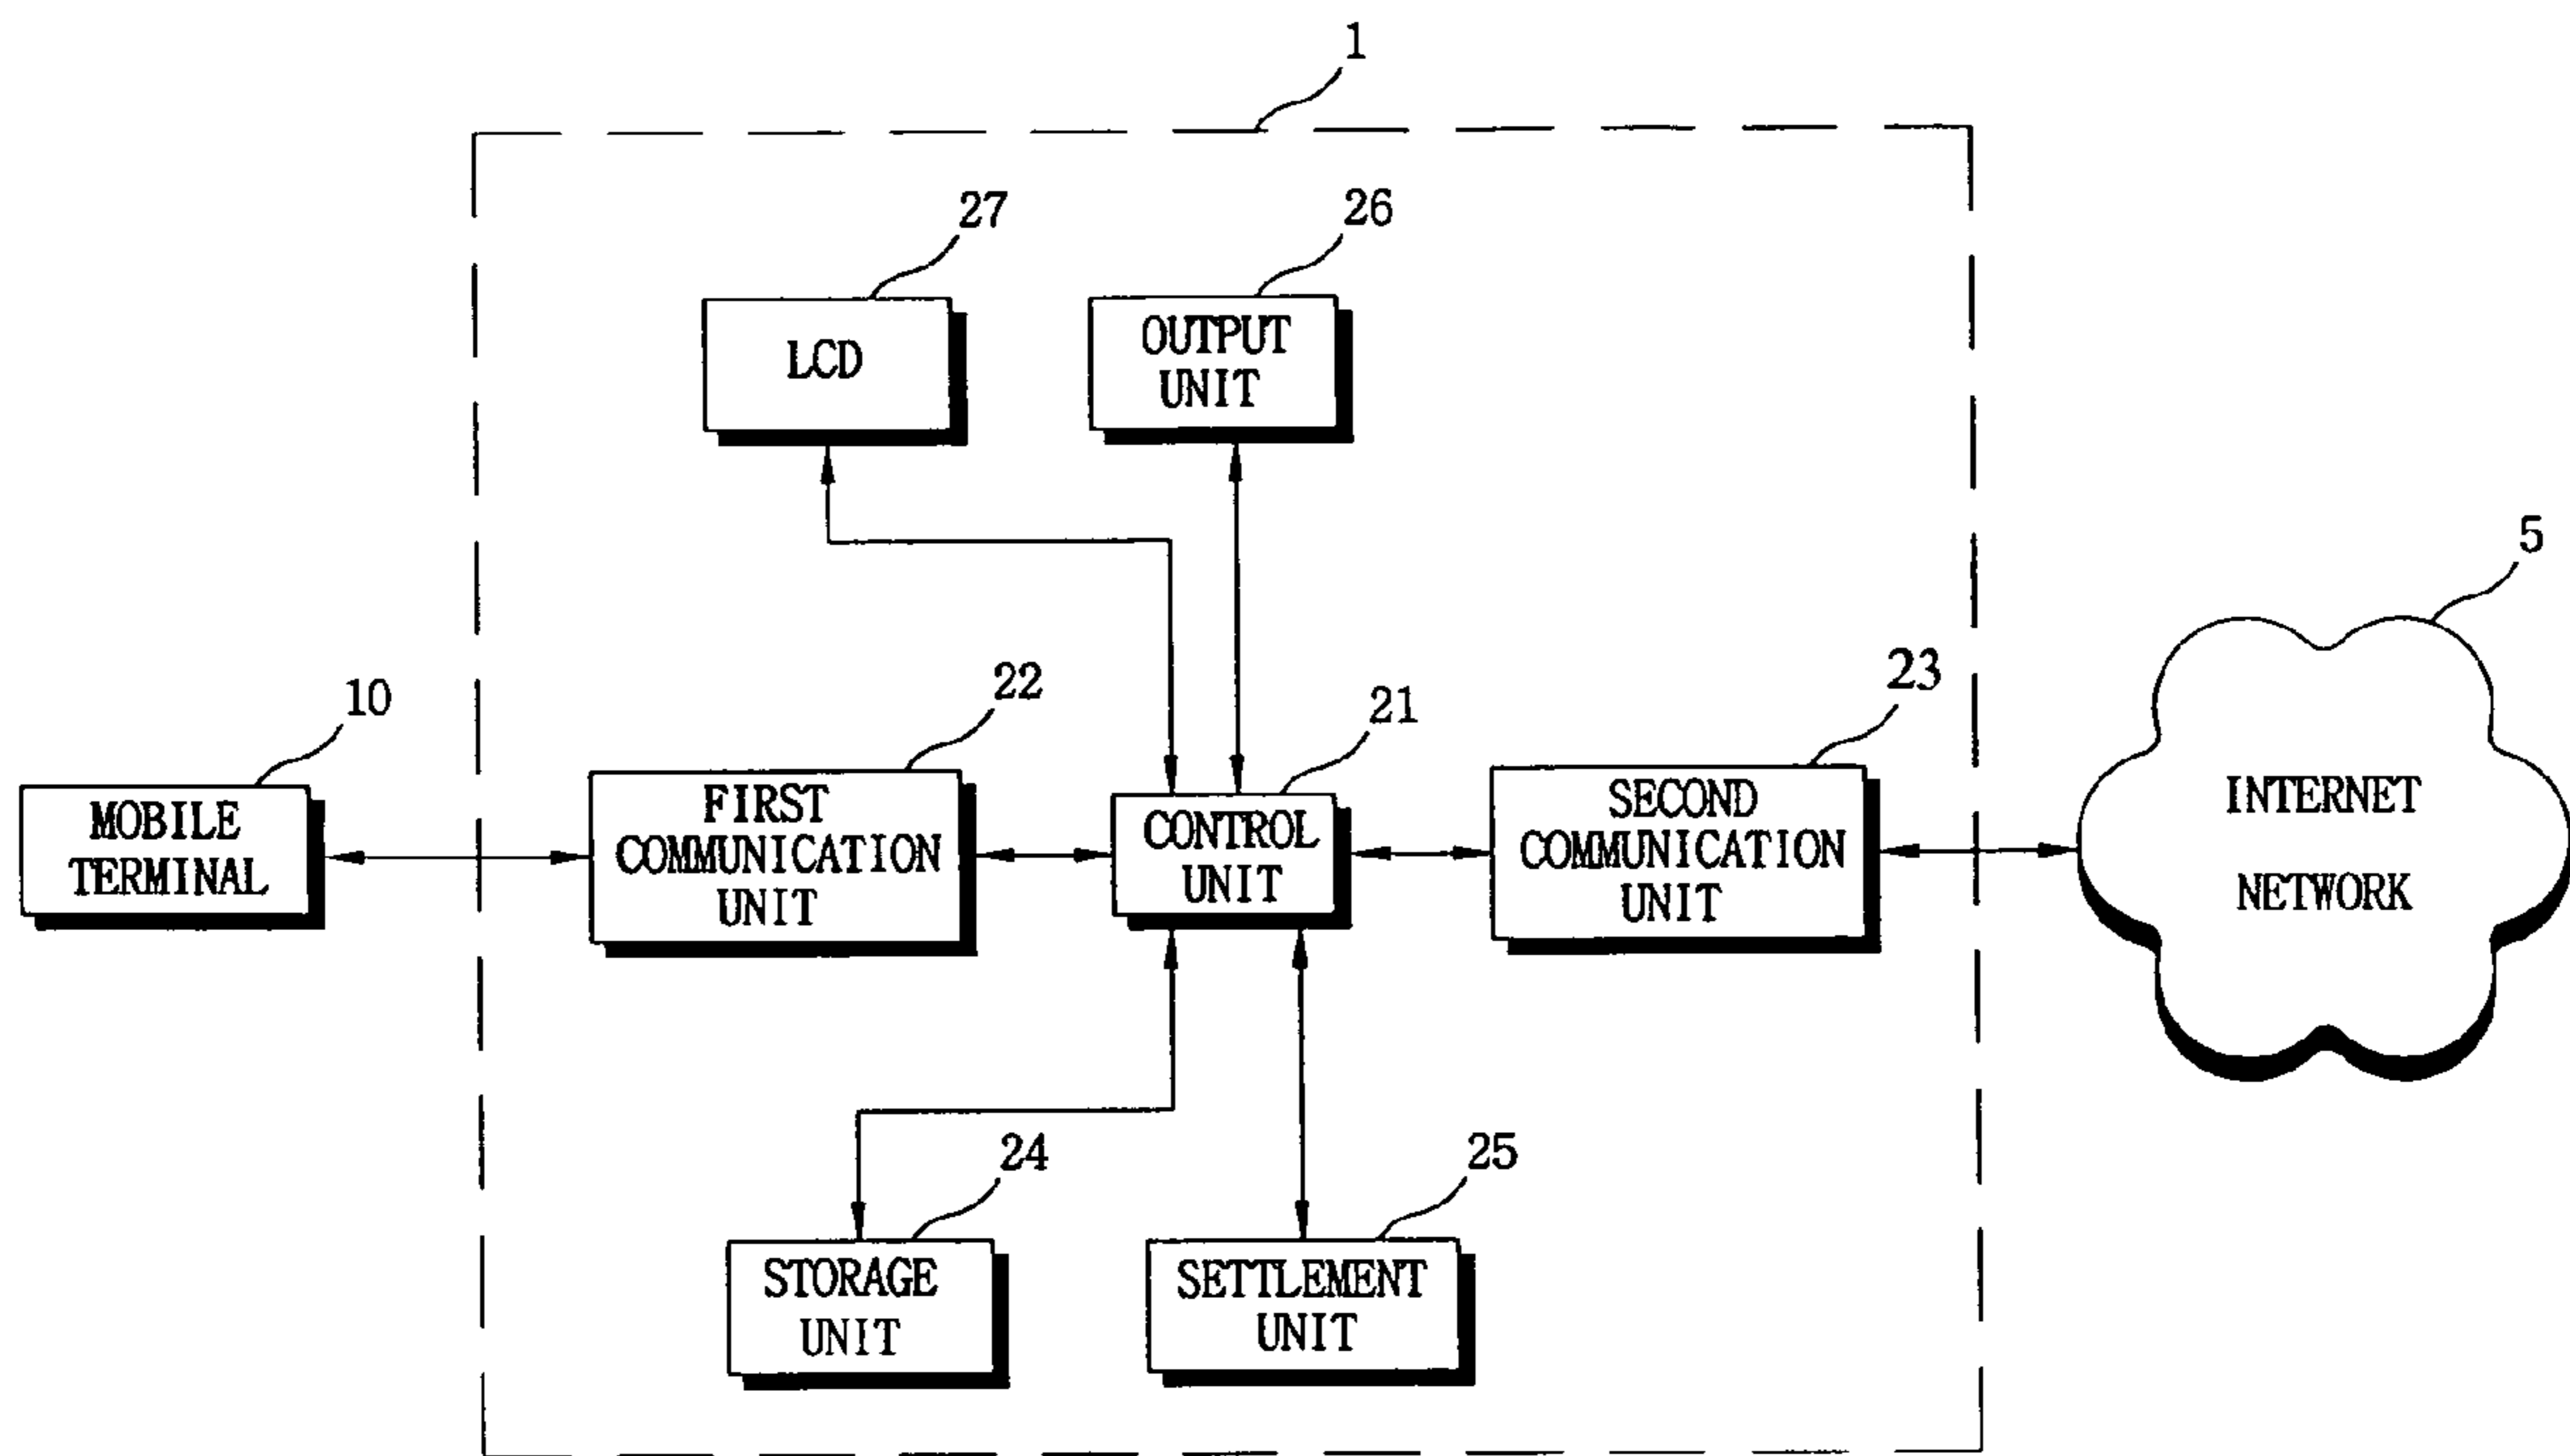 1
27
26
LCD
OUTPUT
UNIT
5
10
22
21
23
MOBILE
TERMINAL
FIRST
COMMUNICATION
UNIT
CONTROL
UNIT
SECOND
COMMUNICATION
UNIT
INTERNET
NETWORK
24
25
STORAGE
UNIT
SETTLEMENT
UNIT